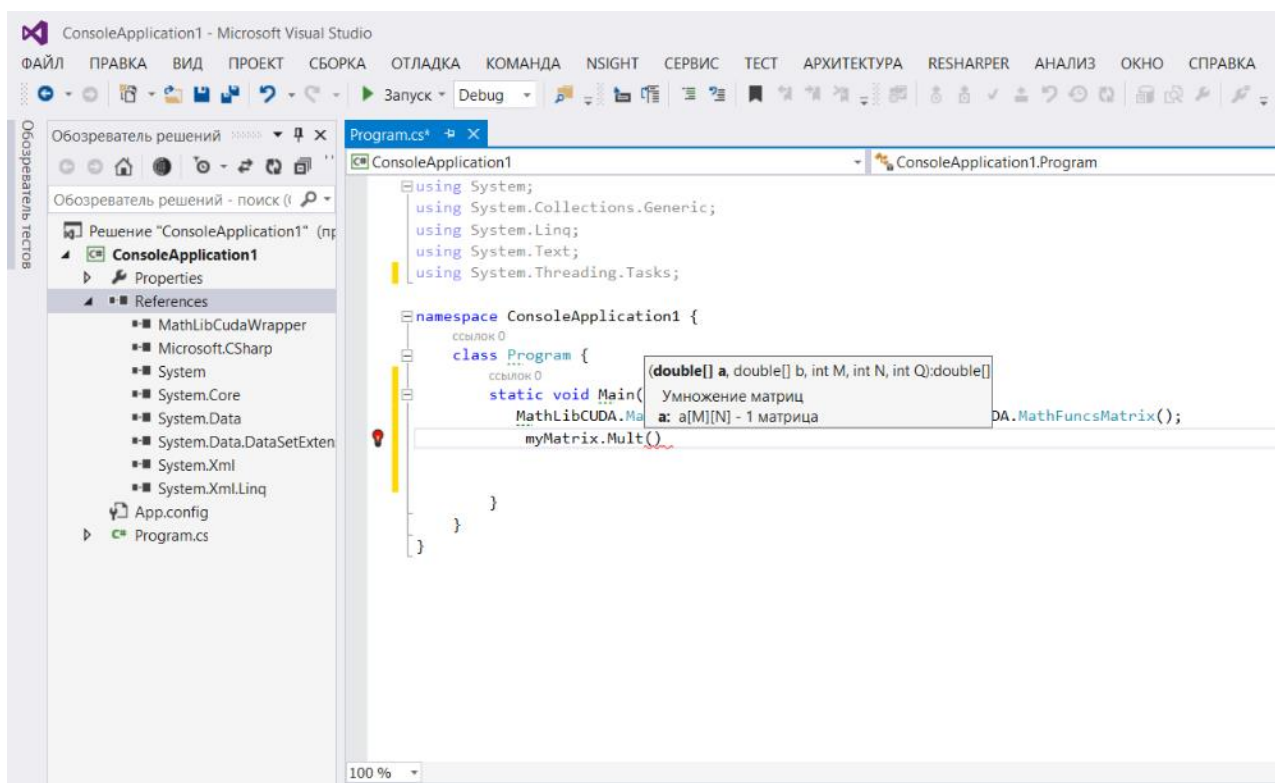 ConsoleApplication1 - Microsoft Visual Studio
ФАЙЛ ПРАВКА ВИД ПРОЕКТ СБОРКА ОТЛАДКА КОМАНДА NSIGHT СЕРВИС ТЕСТ АРХИТЕКТУРА RESHARPER АНАЛИЗ ОКНО СПРАВКА
Запуск Debug
Обозреватель тестов
Обозреватель решений
Обозреватель решений - поиск (
Решение "ConsoleApplication1" (пр
ConsoleApplication1
Properties
References
MathLibCudaWrapper
Microsoft.CSharp
System
System.Core
System.Data
System.Data.DataSetExten
System.Xml
System.Xml.Linq
App.config
Program.cs
Program.cs*
ConsoleApplication1 ConsoleApplication1.Program
using System;
using System.Collections.Generic;
using System.Linq;
using System.Text;
using System.Threading.Tasks;
namespace ConsoleApplication1 {
ссылок 0
class Program {
ссылок 0
static void Main(
(double[] a, double[] b, int M, int N, int Q):double[]
Умножение матриц
a: a[M][N] - 1 матрица
MathLibCUDA.Ma DA.MathFuncsMatrix();
myMatrix.Mult()
}
}
}
100 %